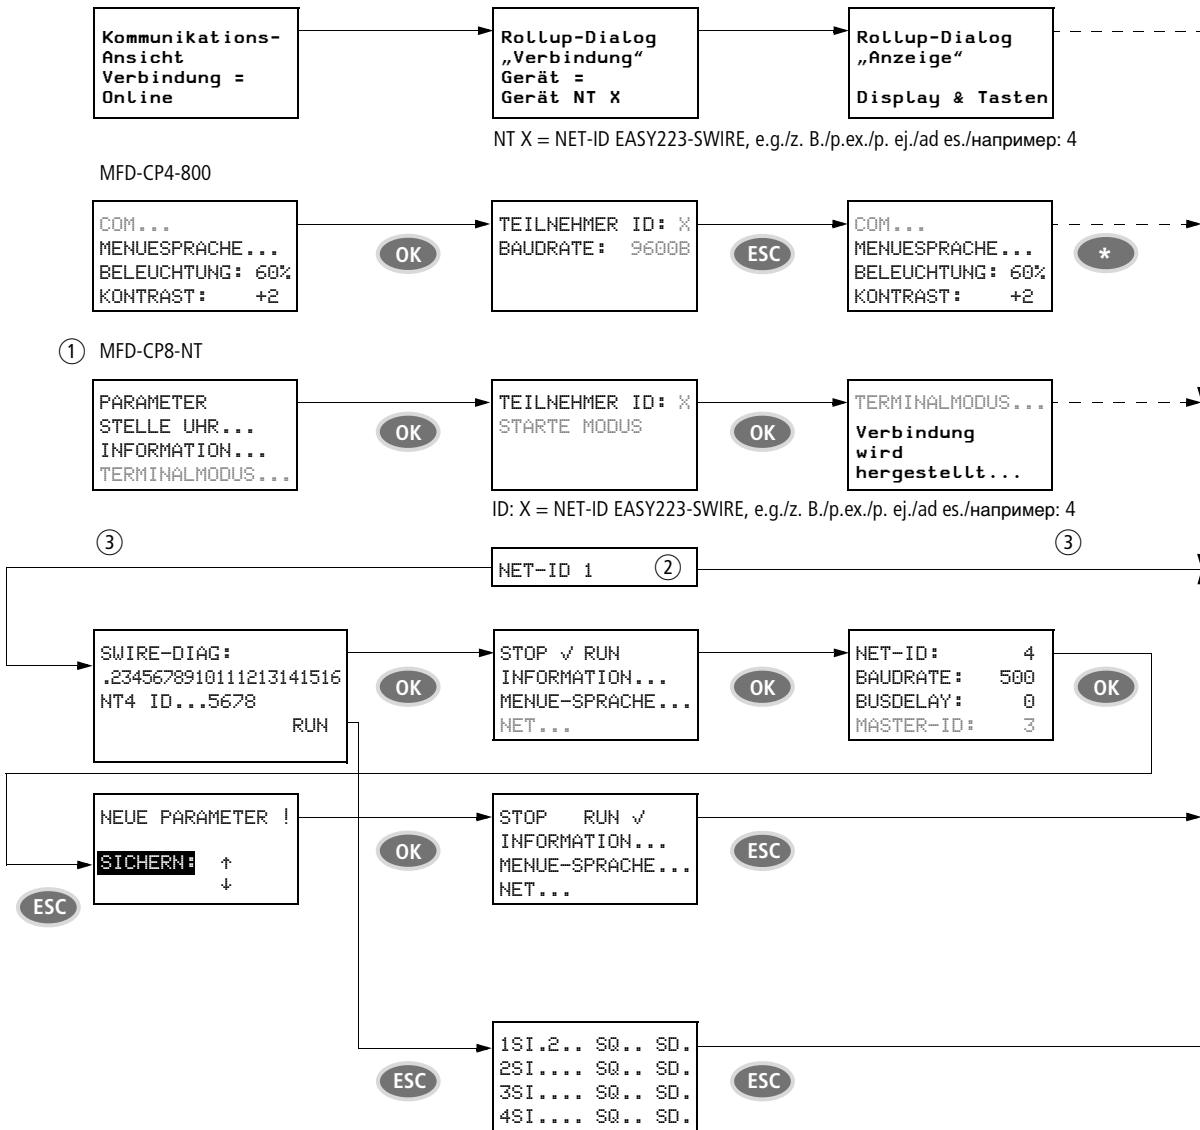 Kommunikations-
Ansicht
Verbindung =
Online
Rollup-Dialog
„Verbindung“
Gerät =
Gerät NT X
Rollup-Dialog
„Anzeige“
Display & Tasten
NT X = NET-ID EASY223-SWIRE, e.g./z. B./p.ex./p. ej./ad es./например: 4
MFD-CP4-800
COM...
MENUESPRACHE...
BELEUCHTUNG: 60%
KONTRAST: +2
OK
TEILNEHMER ID: X
BAUDRATE: 9600B
ESC
COM...
MENUESPRACHE...
BELEUCHTUNG: 60%
KONTRAST: +2
*
① MFD-CP8-NT
PARAMETER
STELLE UHR...
INFORMATION...
TERMINALMODUS...
OK
TEILNEHMER ID: X
STARTE MODUS
OK
TERMINALMODUS...
Verbindung
wird
hergestellt...
ID: X = NET-ID EASY223-SWIRE, e.g./z. B./p.ex./p. ej./ad es./например: 4
③
NET-ID 1 ②
③
SWIRE-DIAG:
.2345678910111213141516
NT4 ID...5678
RUN
OK
STOP √ RUN
INFORMATION...
MENUE-SPRACHE...
NET...
OK
NET-ID: 4
BAUDRATE: 500
BUSDELAY: 0
MASTER-ID: 3
OK
NEUE PARAMETER !
SICHERN: ↑
↓
ESC
OK
STOP RUN √
INFORMATION...
MENUE-SPRACHE...
NET...
ESC
ESC
1SI.2.. SQ.. SD.
2SI.... SQ.. SD.
3SI.... SQ.. SD.
4SI.... SQ.. SD.
ESC